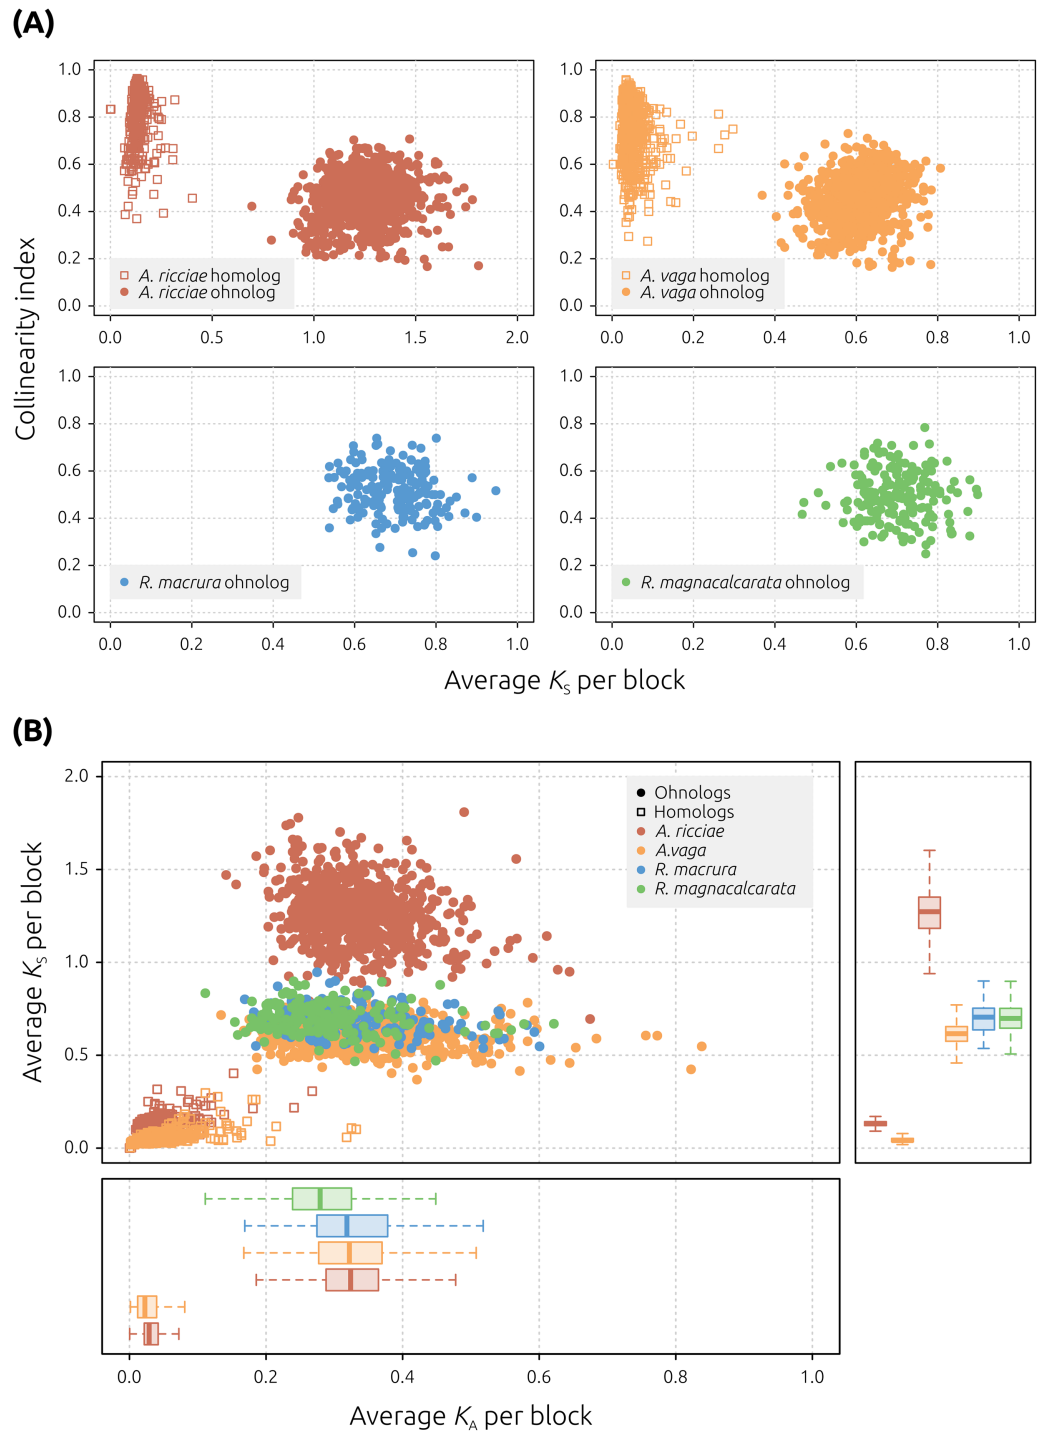 (A)
1.0
0.8
0.6
0.4
0.2
0.0
A. ricciae homolog
A. ricciae ohnolog
0.0 0.5 1.0 1.5 2.0
1.0
0.8
0.6
0.4
0.2
0.0
A. vaga homolog
A. vaga ohnolog
0.0 0.2 0.4 0.6 0.8 1.0
Collinearity index
1.0
0.8
0.6
0.4
0.2
0.0
R. macrura ohnolog
0.0 0.2 0.4 0.6 0.8 1.0
1.0
0.8
0.6
0.4
0.2
0.0
R. magnacalcarata ohnolog
0.0 0.2 0.4 0.6 0.8 1.0
Average KS per block
(B)
2.0
1.5
1.0
0.5
0.0
Average KS per block
Ohnologs
Homologs
A. ricciae
A.vaga
R. macrura
R. magnacalcarata
0.0 0.2 0.4 0.6 0.8 1.0
Average KA per block